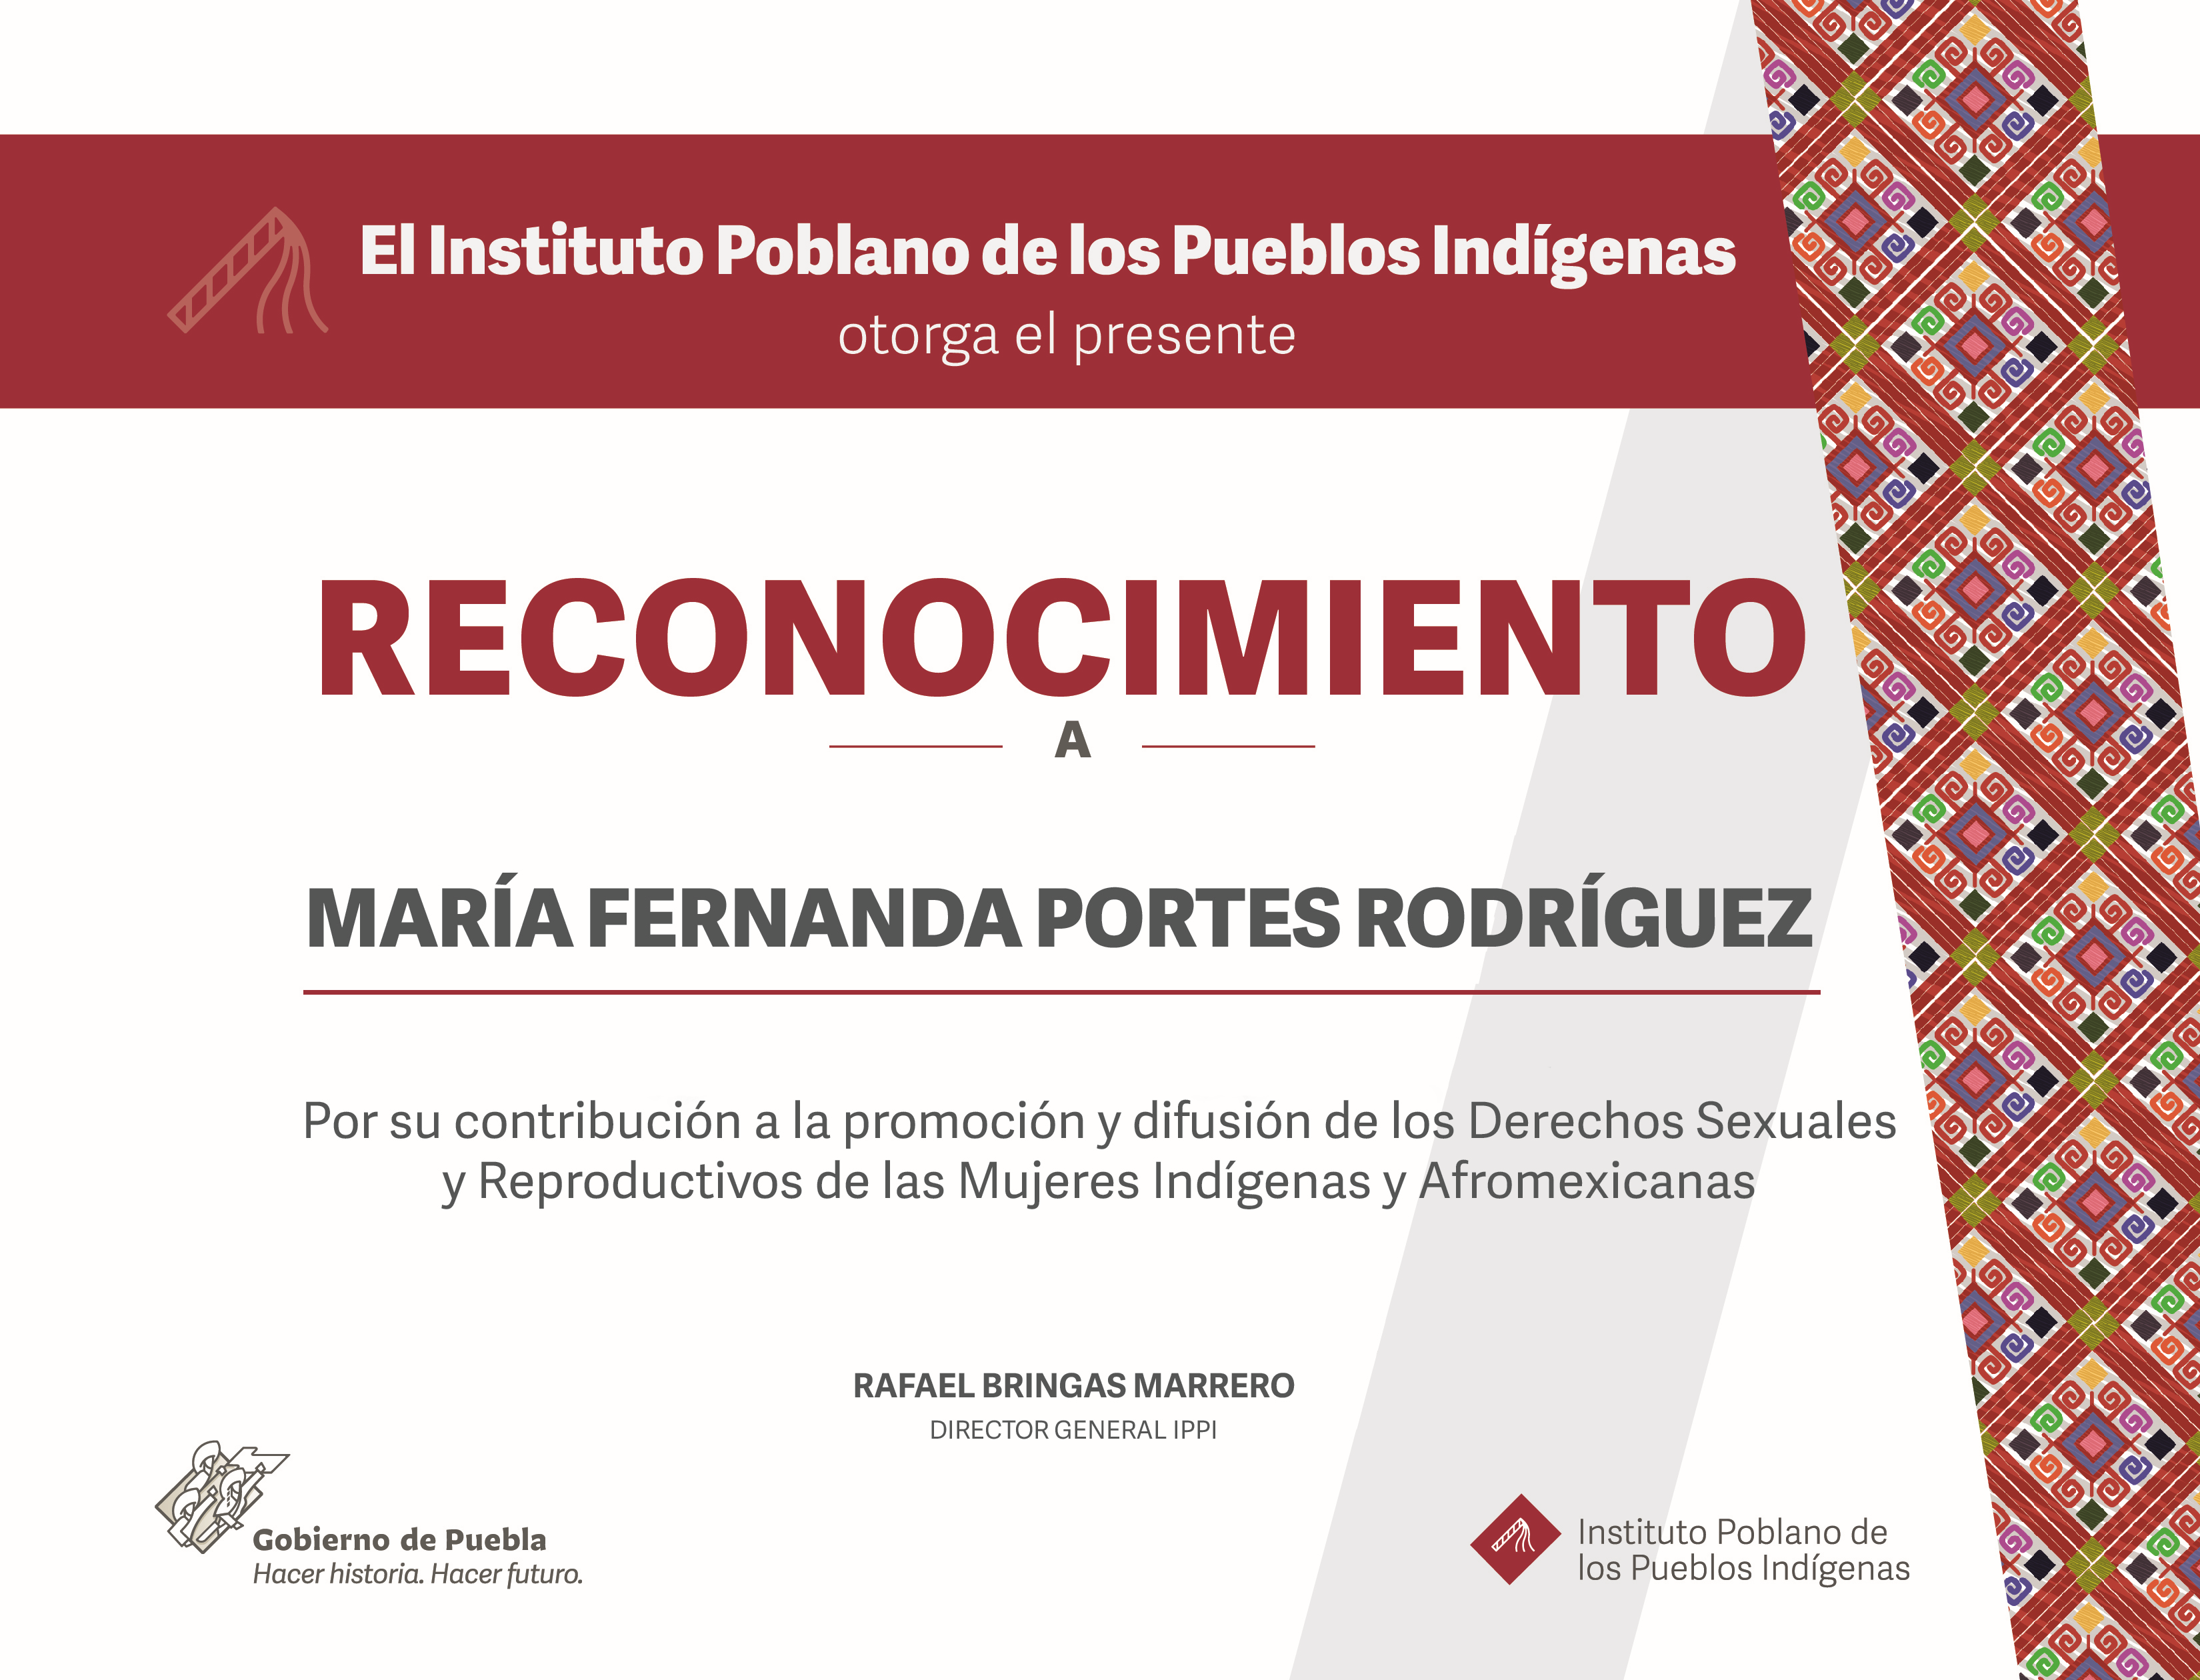 El Instituto Poblano de los Pueblos Indígenas
otorga el presente
RECONOCIMIENTO
A
MARÍA FERNANDA PORTES RODRÍGUEZ
Por su contribución a la promoción y difusión de los Derechos Sexuales
y Reproductivos de las Mujeres Indígenas y Afromexicanas
RAFAEL BRINGAS MARRERO
DIRECTOR GENERAL IPPI
Gobierno de Puebla
Hacer historia. Hacer futuro.
Instituto Poblano de
los Pueblos Indígenas